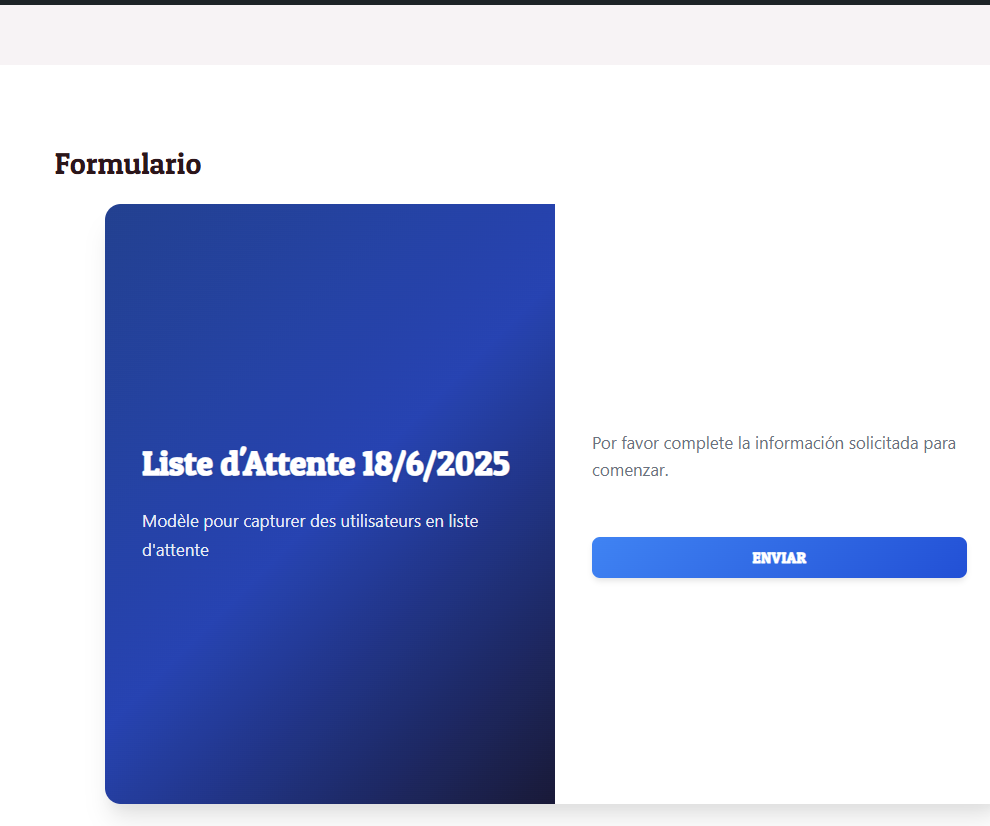 Formulario
Liste d'Attente 18/6/2025
Modèle pour capturer des utilisateurs en liste
d'attente
Por favor complete la información solicitada para
comenzar.
ENVIAR